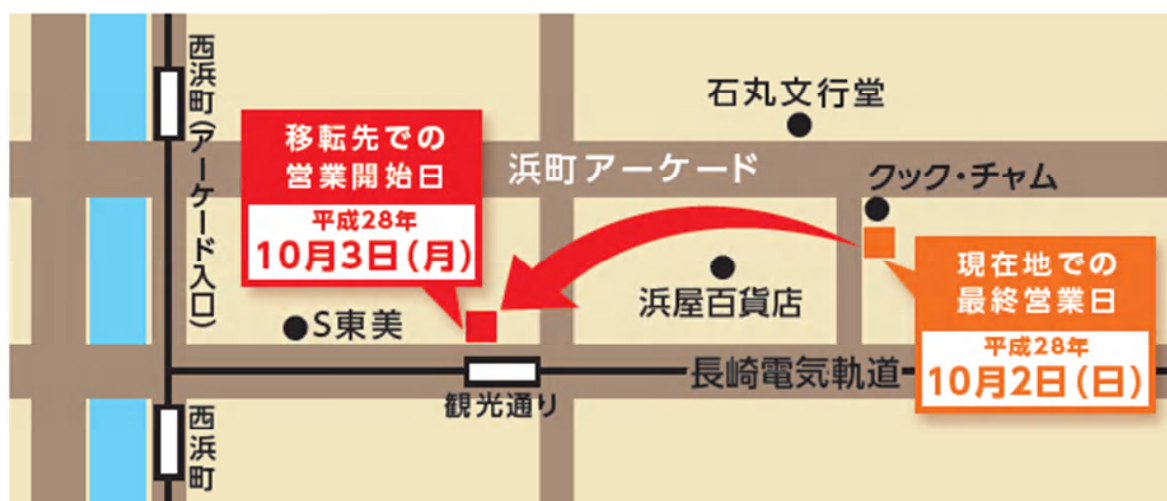 西浜町(アーケード入口)
石丸文行堂
移転先での
営業開始日
平成28年
10月3日(月)
浜町アーケード
クック・チャム
現在地での
最終営業日
平成28年
10月2日(日)
浜屋百貨店
S東美
長崎電気軌道
観光通り
西浜町